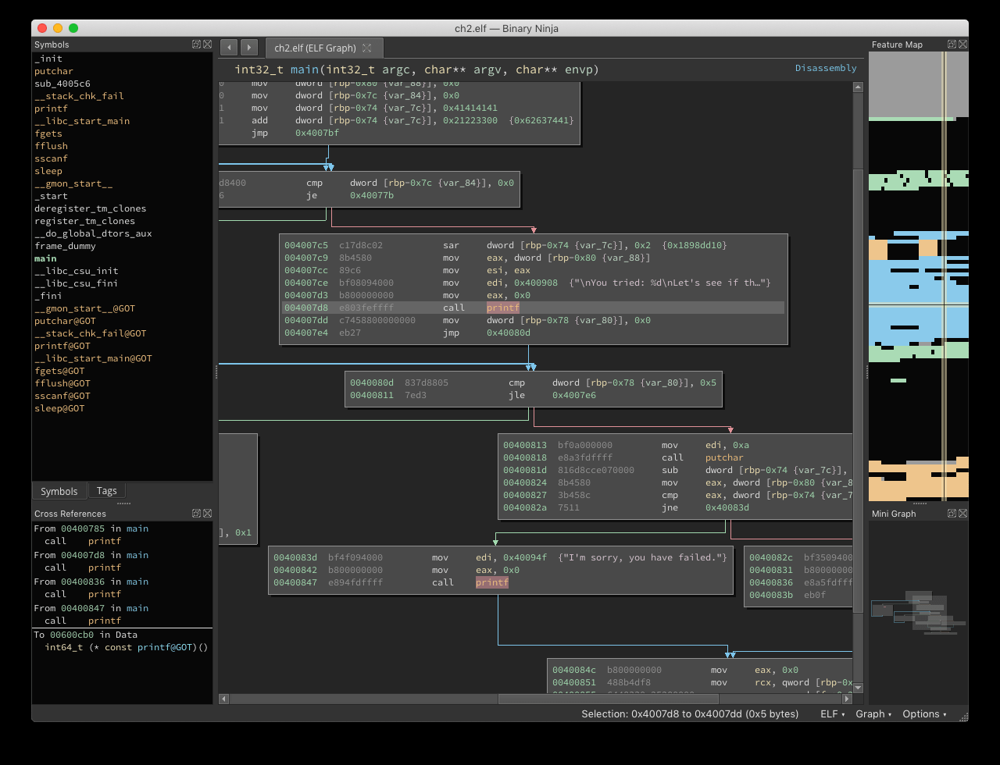 ch2.elf — Binary Ninja
Symbols
_init
putchar
sub_4005c6
__stack_chk_fail
printf
__libc_start_main
fgets
fflush
sscanf
sleep
__gmon_start__
_start
deregister_tm_clones
register_tm_clones
__do_global_dtors_aux
frame_dummy
main
__libc_csu_init
__libc_csu_fini
_fini
__gmon_start__@GOT
putchar@GOT
__stack_chk_fail@GOT
printf@GOT
__libc_start_main@GOT
fgets@GOT
fflush@GOT
sscanf@GOT
sleep@GOT
Symbols Tags
Cross References
From 00400785 in main
call printf
From 004007d8 in main
call printf
From 00400836 in main
call printf
From 00400847 in main
call printf
To 00600cb0 in Data
int64_t (* const printf@GOT)()
ch2.elf (ELF Graph)
int32_t main(int32_t argc, char** argv, char** envp)
Disassembly
0 mov dword [rbp-0x80 {var_88}], 0x0
0 mov dword [rbp-0x7c {var_84}], 0x0
1 mov dword [rbp-0x74 {var_7c}], 0x41414141
1 add dword [rbp-0x74 {var_7c}], 0x21223300 {0x62637441}
jmp 0x4007bf
d8400 cmp dword [rbp-0x7c {var_84}], 0x0
6 je 0x40077b
004007c5 c17d8c02 sar dword [rbp-0x74 {var_7c}], 0x2 {0x1898dd10}
004007c9 8b4580 mov eax, dword [rbp-0x80 {var_88}]
004007cc 89c6 mov esi, eax
004007ce bf08094000 mov edi, 0x400908 {"\nYou tried: %d\nLet's see if th…"}
004007d3 b800000000 mov eax, 0x0
004007d8 e803feffff call printf
004007dd c7458800000000 mov dword [rbp-0x78 {var_80}], 0x0
004007e4 eb27 jmp 0x40080d
0040080d 837d8805 cmp dword [rbp-0x78 {var_80}], 0x5
00400811 7ed3 jle 0x4007e6
00400813 bf0a000000 mov edi, 0xa
00400818 e8a3fdffff call putchar
0040081d 816d8cce070000 sub dword [rbp-0x74 {var_7c}],
00400824 8b4580 mov eax, dword [rbp-0x80 {var_8
00400827 3b458c cmp eax, dword [rbp-0x74 {var_7
0040082a 7511 jne 0x40083d
], 0x1
0040083d bf4f094000 mov edi, 0x40094f {"I'm sorry, you have failed."}
00400842 b800000000 mov eax, 0x0
00400847 e894fdffff call printf
0040082c bf3509400
00400831 b80000000
00400836 e8a5fdfff
0040083b eb0f
0040084c b800000000 mov eax, 0x0
00400851 488b4df8 mov rcx, qword [rbp-0x
Feature Map
Mini Graph
Selection: 0x4007d8 to 0x4007dd (0x5 bytes) ELF Graph Options